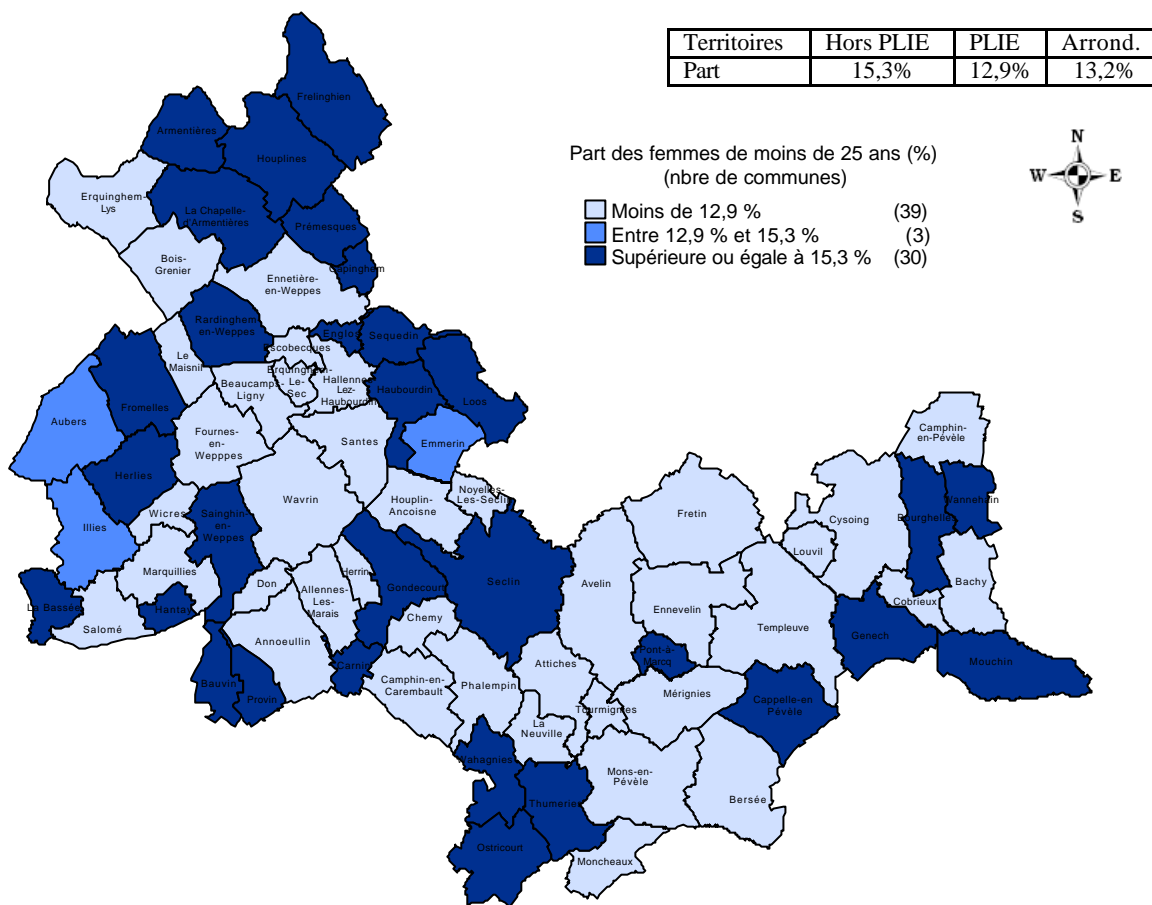 Territoires Hors PLIE PLIE Arrond.
Part 15,3% 12,9% 13,2%
Part des femmes de moins de 25 ans (%)
(nbre de communes)
Moins de 12,9 % (39)
Entre 12,9 % et 15,3 % (3)
Supérieure ou égale à 15,3 % (30)
N
W E
S
Frelinghien
Armentières
Houplines
Erquinghem-
Lys
La Chapelle-
d'Armentières
Prémesques
Bois-
Grenier
Capinghem
Ennetière-
en-Weppes
Rardinghem-
en-Weppes
Englos
Sequedin
Escobecques
Le
Maisnil
Erquinghem-
Le-
Sec
Hallennes-
Lez-
Haubourdin
Beaucamps-
Ligny
Haubourdin
Loos
Fromelles
Aubers
Fournes-
en-
Wepppes
Santes
Emmerin
Camphin-
en-Pévèle
Herlies
Wavrin
Houplin-
Ancoisne
Noyelles-
Les-Seclin
Wannehain
Wicres
Sainghin-
en-
Weppes
Illies
Fretin
Cysoing
Bourghelles
Louvil
Marquillies
Don
Herrin
Allennes-
Les-
Marais
Gondecourt
Seclin
Avelin
Bachy
La Bassée
Hantay
Salomé
Ennevelin
Cobrieux
Chemy
Templeuve
Annoeullin
Genech
Pont-à-
Marcq
Mouchin
Carnin
Attiches
Camphin-en-
Carembault
Phalempin
Mérignies
Bauvin
Provin
Cappelle-en
Pévèle
Tourmignies
La
Neuville
Wahagnies
Mons-en-
Pévèle
Bersée
Thumeries
Ostricourt
Moncheaux